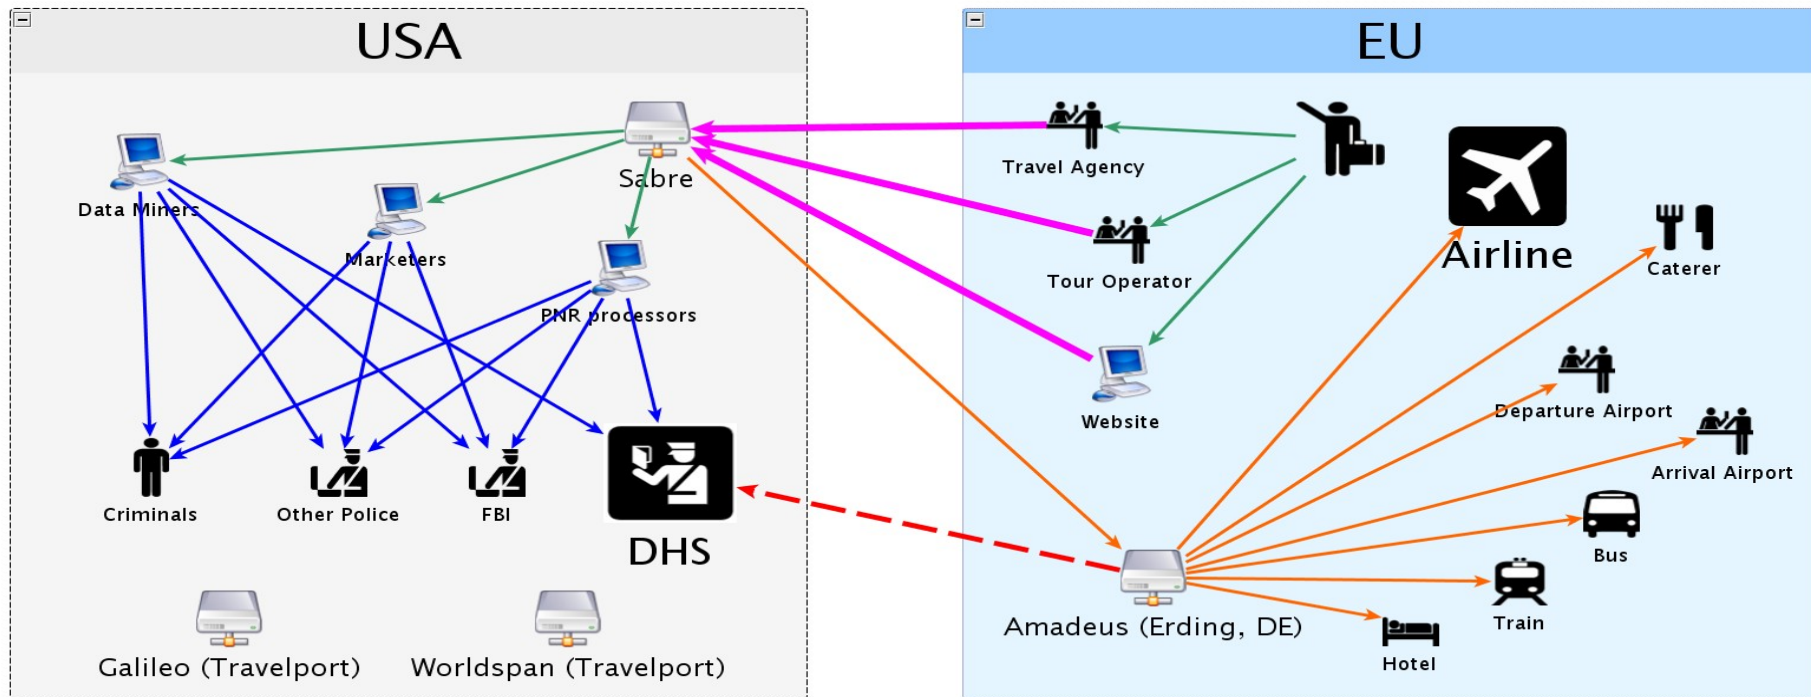 USA
EU
Sabre
Data Miners
Marketers
PNR processors
Criminals
Other Police
FBI
DHS
Galileo (Travelport)
Worldspan (Travelport)
Travel Agency
Tour Operator
Website
Airline
Caterer
Departure Airport
Arrival Airport
Bus
Train
Hotel
Amadeus (Erding, DE)